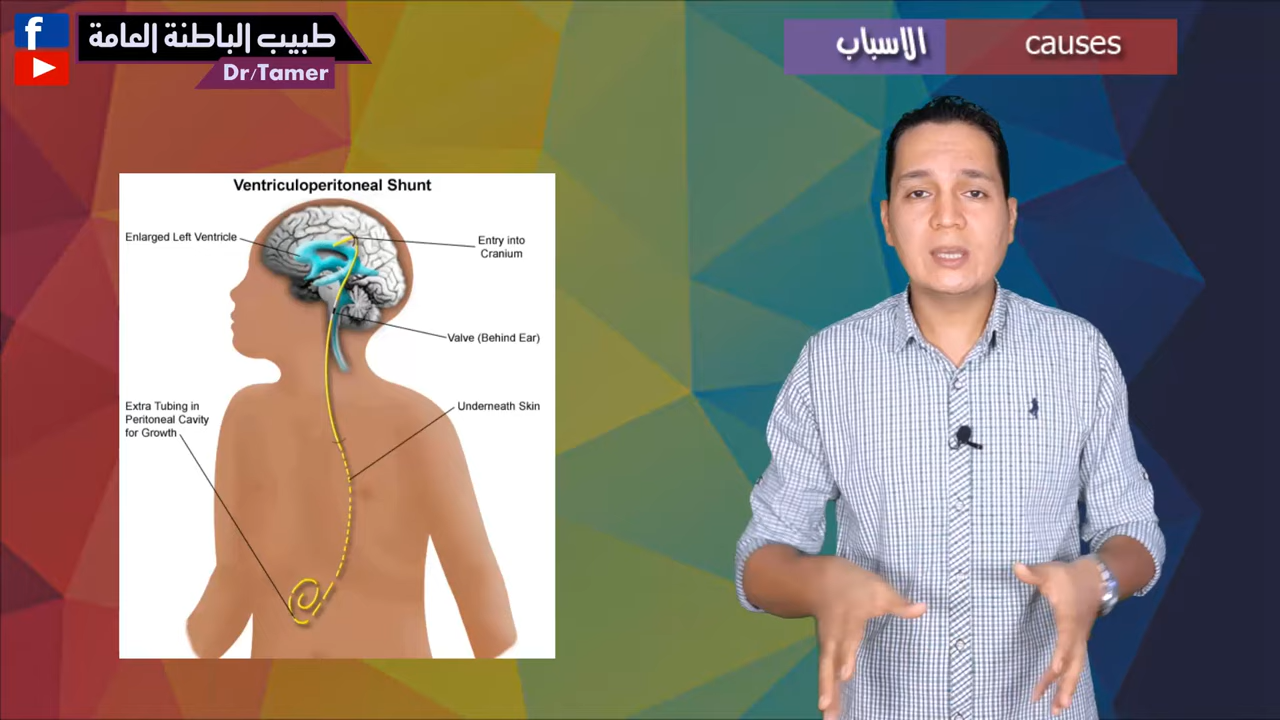 f
طبيب الباطنة العامة
Dr/Tamer
الاسباب
causes
Ventriculoperitoneal Shunt
Enlarged Left Ventricle
Entry into
Cranium
Valve (Behind Ear)
Extra Tubing in
Peritoneal Cavity
for Growth
Underneath Skin